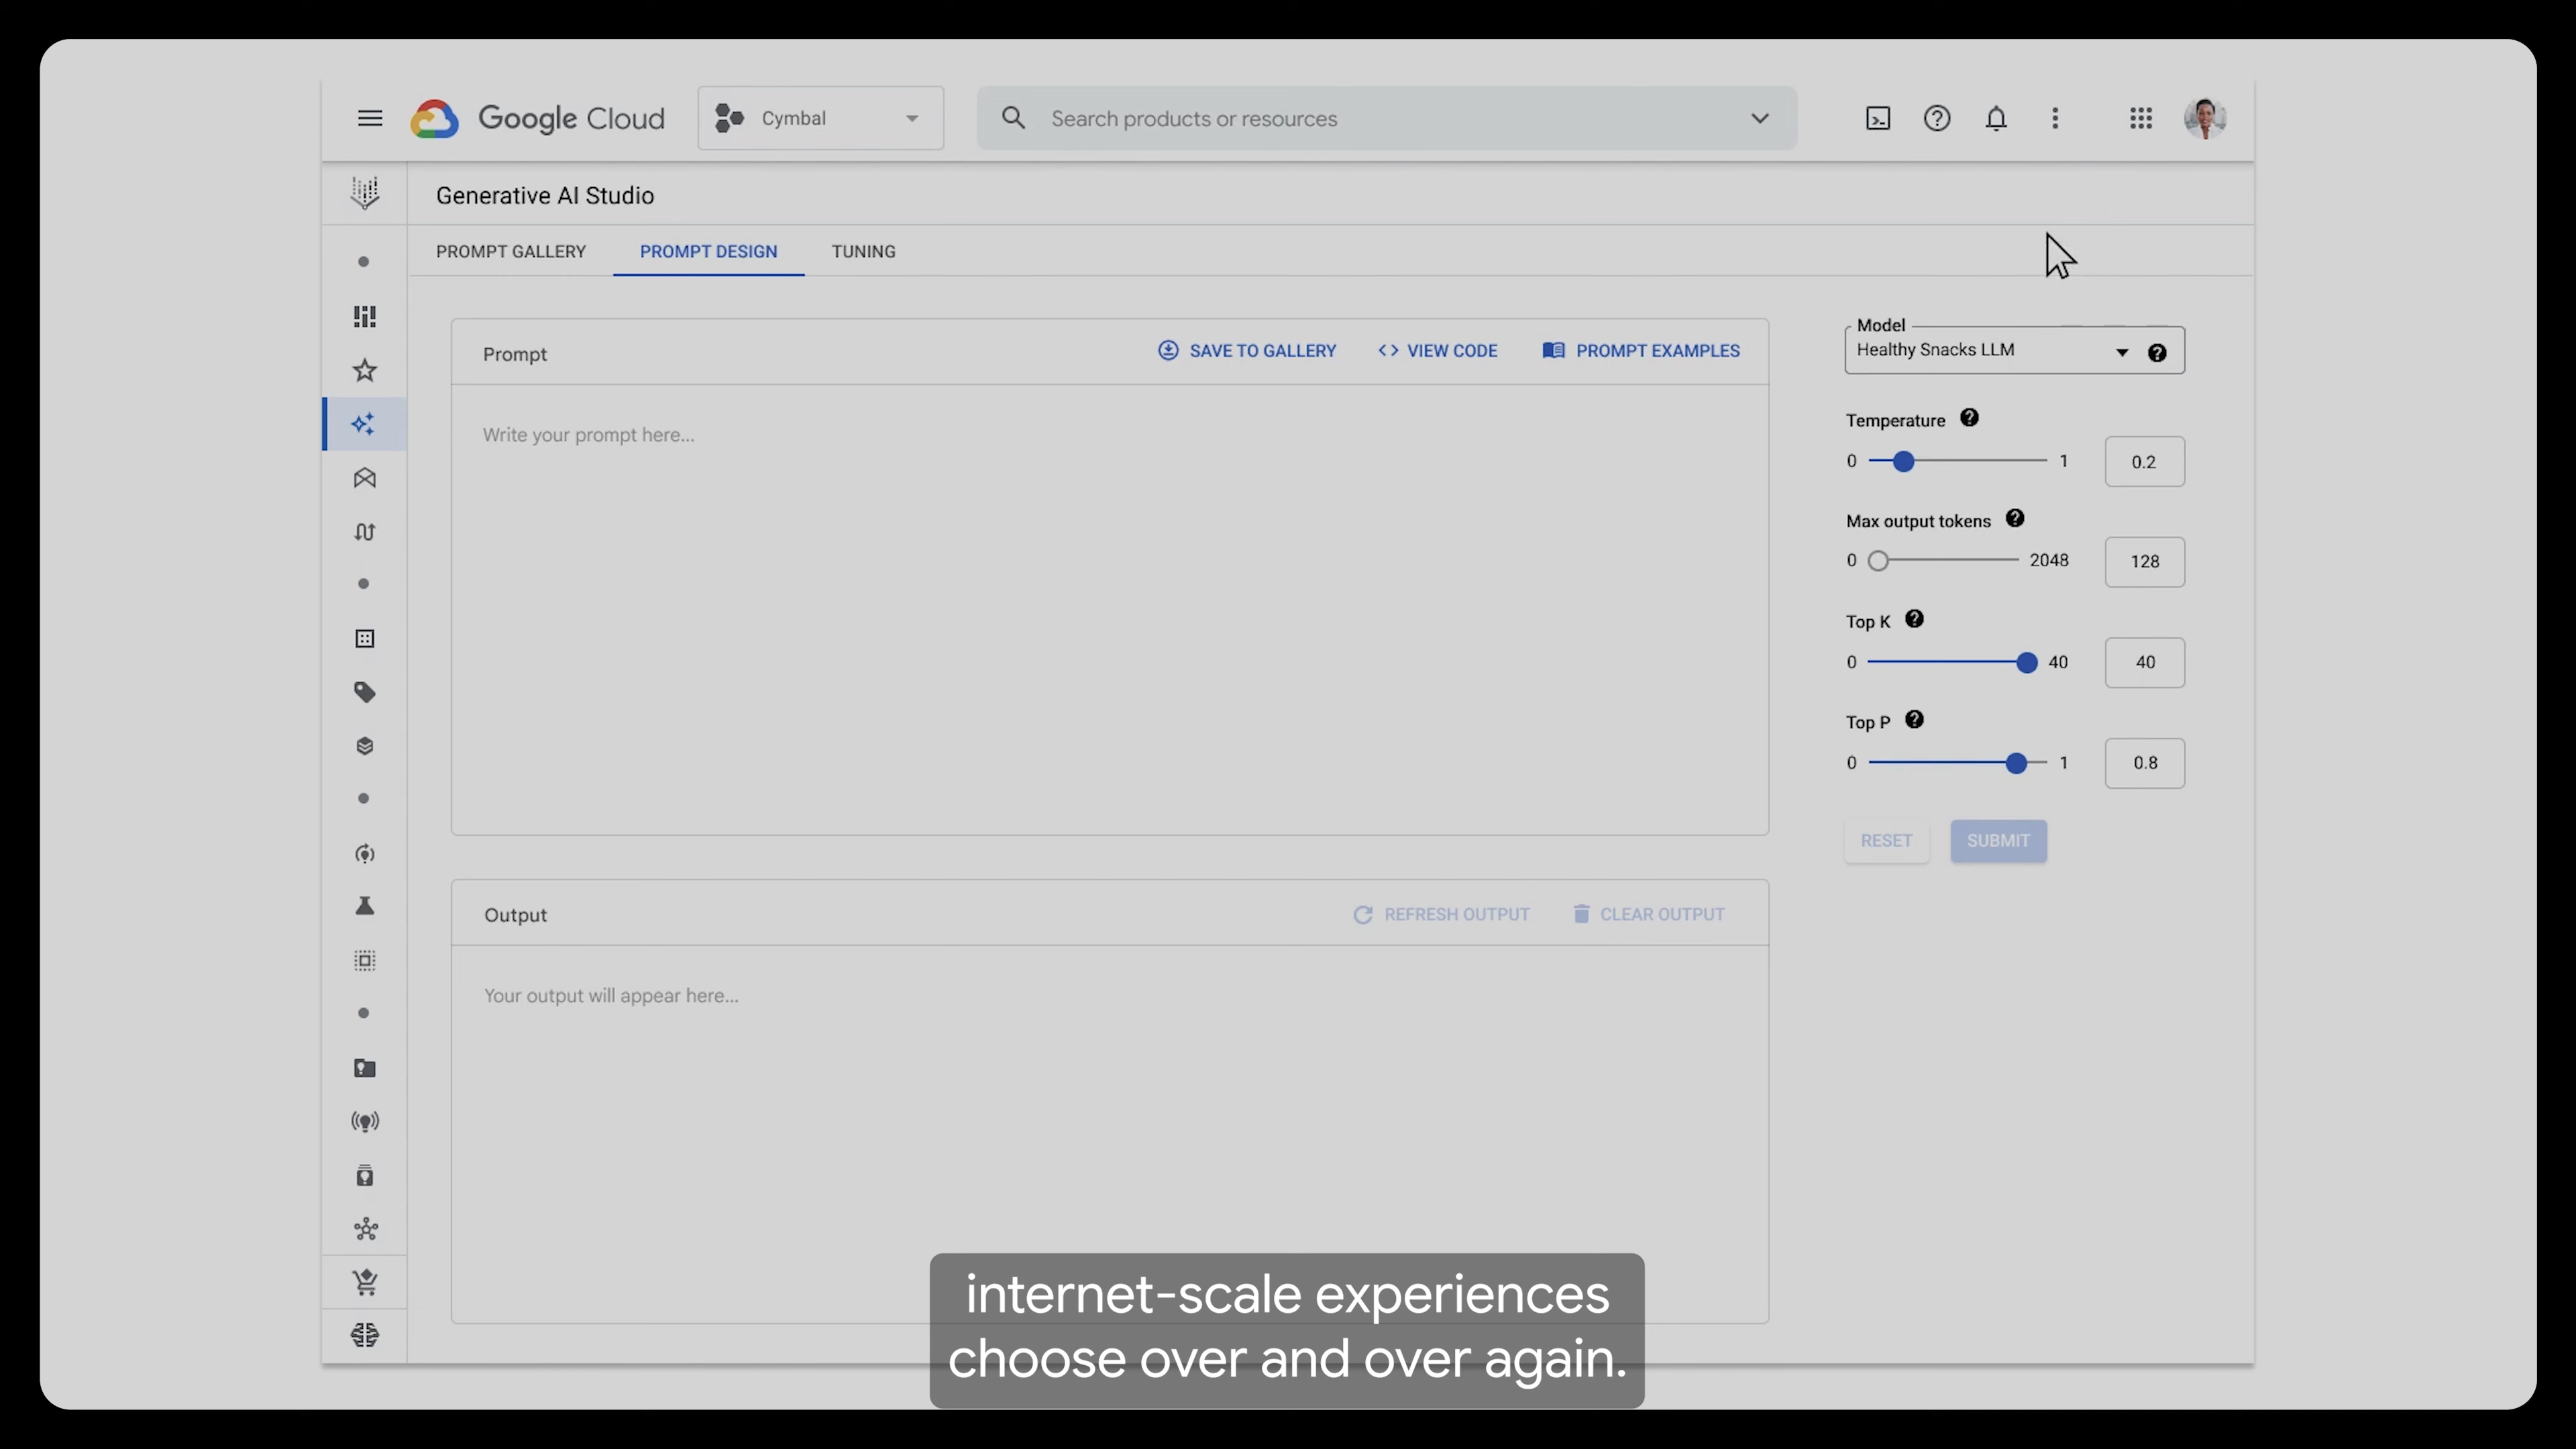 Google Cloud
Cymbal
Search products or resources
Generative AI Studio
PROMPT GALLERY
PROMPT DESIGN
TUNING
Prompt
SAVE TO GALLERY
VIEW CODE
PROMPT EXAMPLES
Write your prompt here...
Model
Healthy Snacks LLM
Temperature
0
1
0.2
Max output tokens
0
2048
128
Top K
0
40
40
Top P
0
1
0.8
RESET
SUBMIT
Output
REFRESH OUTPUT
CLEAR OUTPUT
Your output will appear here...
internet-scale experiences
choose over and over again.